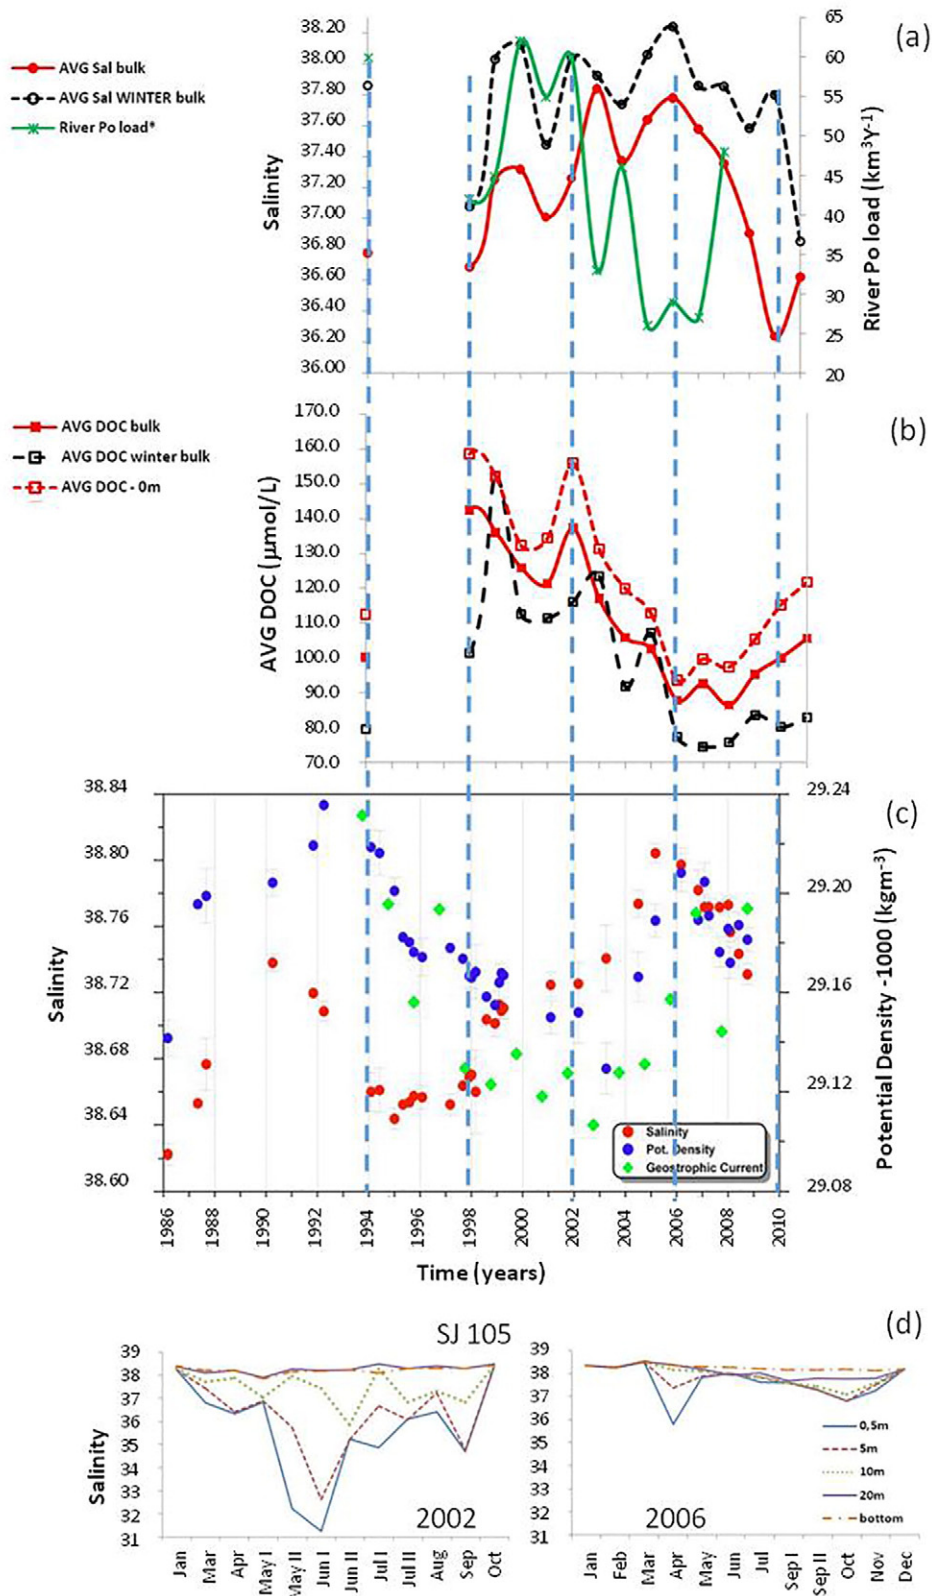 (a)
AVG Sal bulk
AVG Sal WINTER bulk
River Po load*
Salinity
38.20
38.00
37.80
37.60
37.40
37.20
37.00
36.80
36.60
36.40
36.20
36.00
65
60
55
50
45
40
35
30
25
20
River Po load (km³Y⁻¹)
(b)
AVG DOC bulk
AVG DOC winter bulk
AVG DOC - 0m
AVG DOC (µmol/L)
170.0
160.0
150.0
140.0
130.0
120.0
110.0
100.0
90.0
80.0
70.0
(c)
Salinity
38.84
38.80
38.76
38.72
38.68
38.64
38.60
29.24
29.20
29.16
29.12
29.08
Potential Density -1000 (kgm⁻³)
Salinity
Pot. Density
Geostrophic Current
1986 1988 1990 1992 1994 1996 1998 2000 2002 2004 2006 2008 2010
Time (years)
(d)
SJ 105
Salinity
39
38
37
36
35
34
33
32
31
2002
Jan Mar Apr May I May II Jun I Jun II Jul I Jul II Aug Sep Oct
39
38
37
36
35
34
33
32
31
2006
0,5m
5m
10m
20m
bottom
Jan Feb Mar Apr May Jun Jul Sep I Sep II Oct Nov Dec